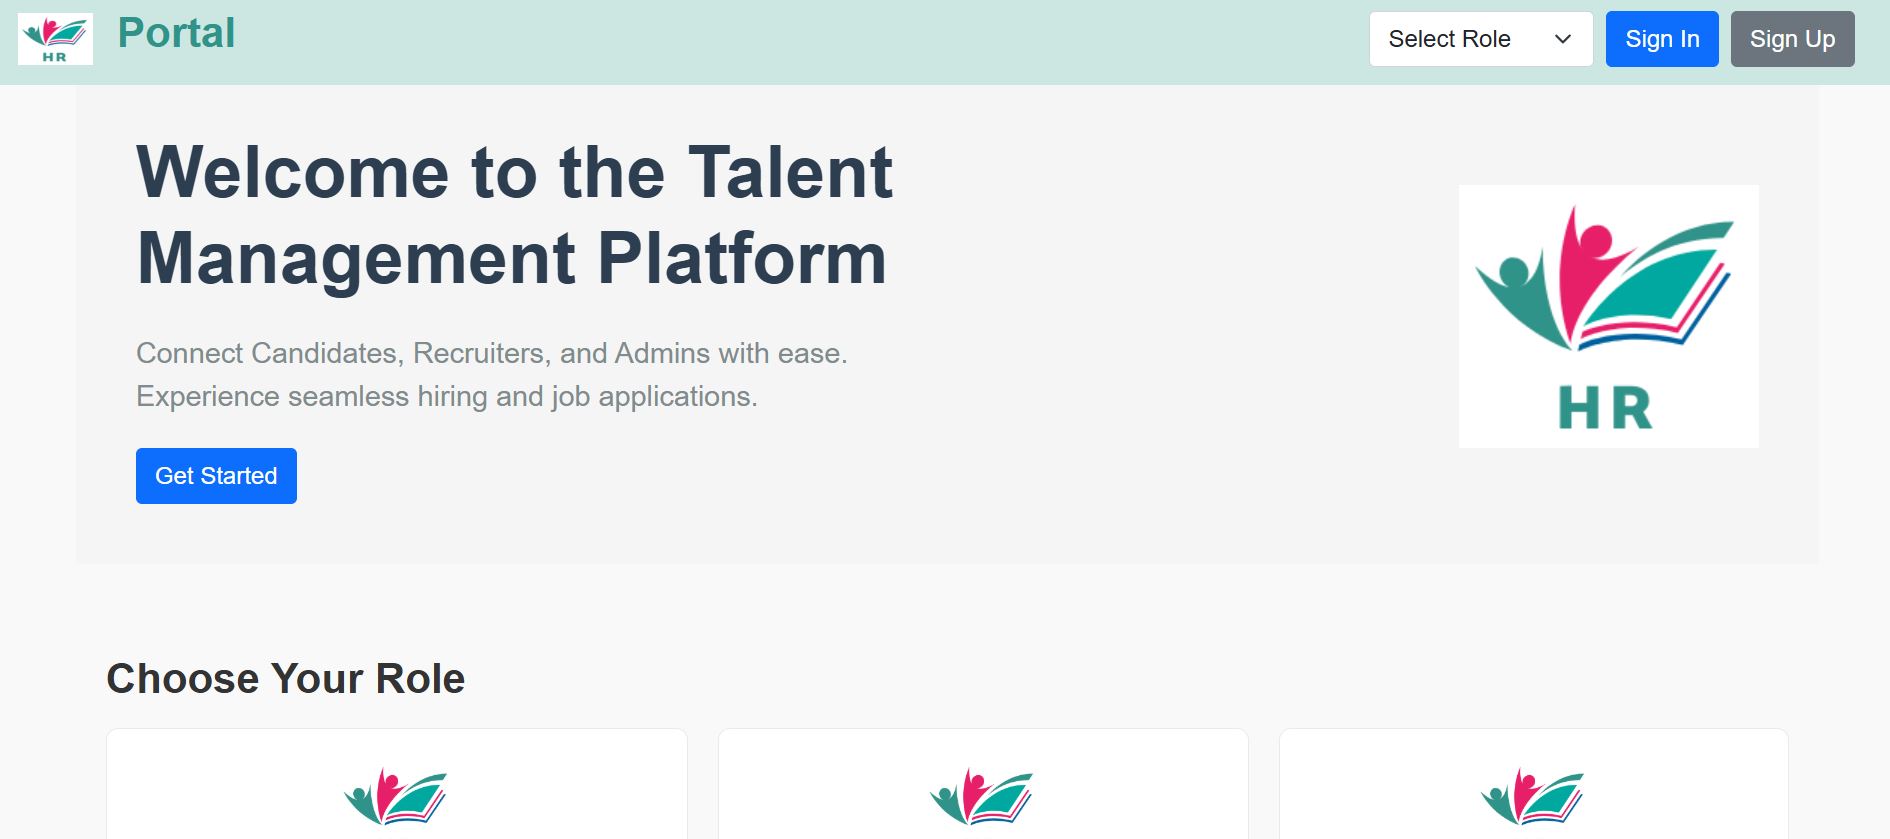 HR
Portal
Select Role
Sign In
Sign Up
Welcome to the Talent
Management Platform
Connect Candidates, Recruiters, and Admins with ease.
Experience seamless hiring and job applications.
Get Started
HR
Choose Your Role